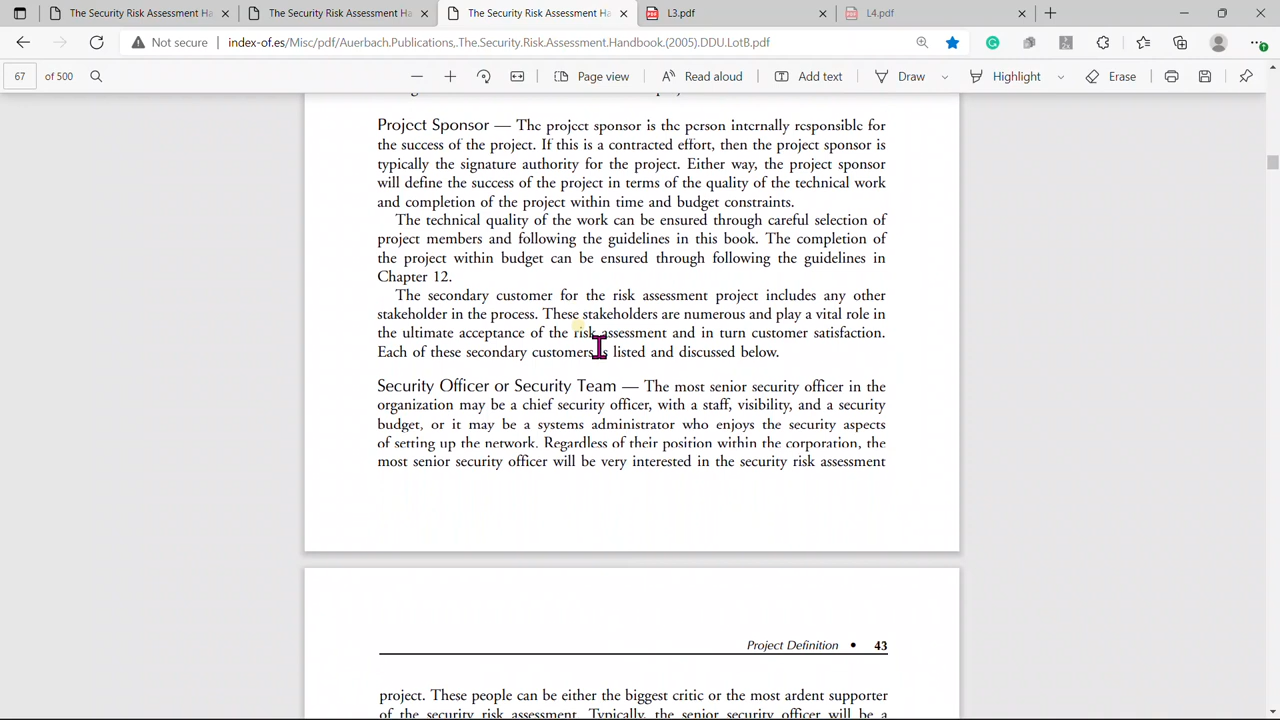 The Security Risk Assessment Ha
The Security Risk Assessment Ha
The Security Risk Assessment Ha
L3.pdf
L4.pdf
Not secure
index-of.es/Misc/pdf/Auerbach.Publications,.The.Security.Risk.Assessment.Handbook.(2005).DDU.LotB.pdf
67 of 500
Page view
Read aloud
Add text
Draw
Highlight
Erase
Project Sponsor — The project sponsor is the person internally responsible for
the success of the project. If this is a contracted effort, then the project sponsor is
typically the signature authority for the project. Either way, the project sponsor
will define the success of the project in terms of the quality of the technical work
and completion of the project within time and budget constraints.
The technical quality of the work can be ensured through careful selection of
project members and following the guidelines in this book. The completion of
the project within budget can be ensured through following the guidelines in
Chapter 12.
The secondary customer for the risk assessment project includes any other
stakeholder in the process. These stakeholders are numerous and play a vital role in
the ultimate acceptance of the risk assessment and in turn customer satisfaction.
Each of these secondary customers is listed and discussed below.
Security Officer or Security Team — The most senior security officer in the
organization may be a chief security officer, with a staff, visibility, and a security
budget, or it may be a systems administrator who enjoys the security aspects
of setting up the network. Regardless of their position within the corporation, the
most senior security officer will be very interested in the security risk assessment
Project Definition • 43
project. These people can be either the biggest critic or the most ardent supporter
of the security risk assessment. Typically, the senior security officer will be a